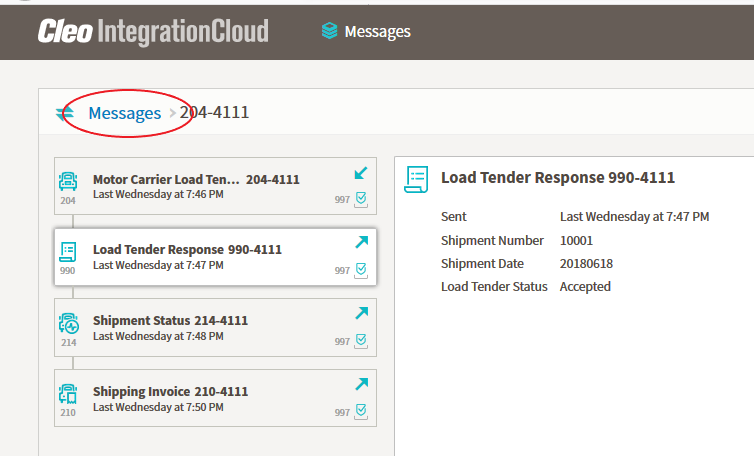 Cleo IntegrationCloud
Messages
Messages > 204-4111
Motor Carrier Load Ten... 204-4111
Last Wednesday at 7:46 PM
204
997
Load Tender Response 990-4111
Last Wednesday at 7:47 PM
990
997
Shipment Status 214-4111
Last Wednesday at 7:48 PM
214
997
Shipping Invoice 210-4111
Last Wednesday at 7:50 PM
210
997
Load Tender Response 990-4111
Sent Last Wednesday at 7:47 PM
Shipment Number 10001
Shipment Date 20180618
Load Tender Status Accepted